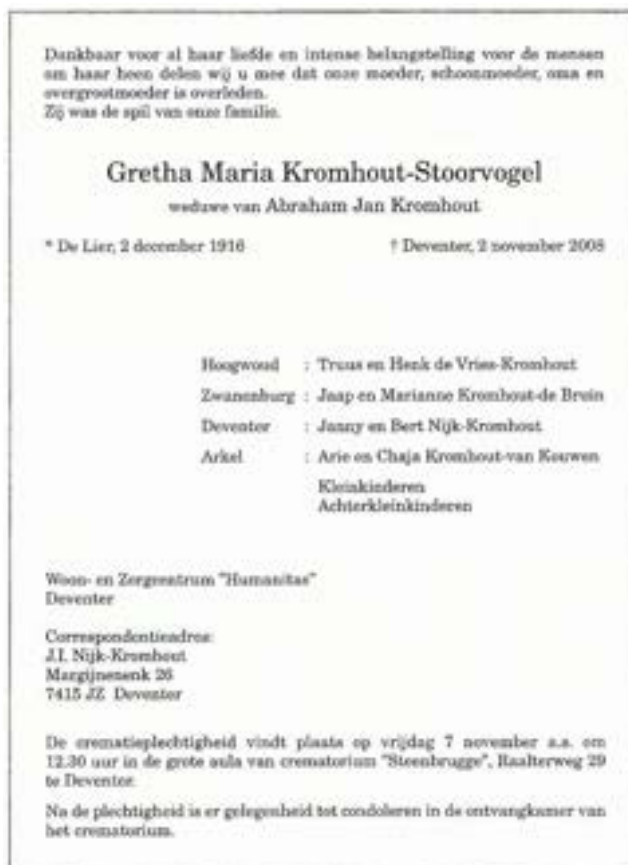 Dankbaar voor al haar liefde en intense belangstelling voor de mensen
om haar heen delen wij u mee dat onze moeder, schoonmoeder, oma en
overgrootmoeder is overleden.
Zij was de spil van onze familie.
Gretha Maria Kromhout-Stoorvogel
weduwe van Abraham Jan Kromhout
* De Lier, 2 december 1916 † Deventer, 2 november 2008
Hoogwoud : Truus en Henk de Vries-Kromhout
Zwanenburg : Jaap en Marianne Kromhout-de Bruin
Deventer : Janny en Bert Nijk-Kromhout
Arkel : Arie en Chaja Kromhout-van Kouwen
Kleinkinderen
Achterkleinkinderen
Woon- en Zorgcentrum "Humanitas"
Deventer
Correspondentieadres:
J.I. Nijk-Kromhout
Margijnenenk 26
7415 JZ Deventer
De crematieplechtigheid vindt plaats op vrijdag 7 november a.s. om
12.30 uur in de grote aula van crematorium "Steenbrugge", Raalterweg 29
te Deventer.
Na de plechtigheid is er gelegenheid tot condoleren in de ontvangkamer van
het crematorium.